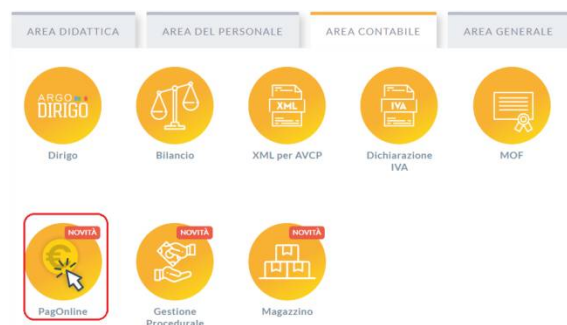 AREA DIDATTICA
AREA DEL PERSONALE
AREA CONTABILE
AREA GENERALE
ARGO
DIRIGO
XML
IVA
Dirigo
Bilancio
XML per AVCP
Dichiarazione
IVA
MOF
NOVITÀ
NOVITÀ
NOVITÀ
€
PagOnline
Gestione
Procedurale
Magazzino